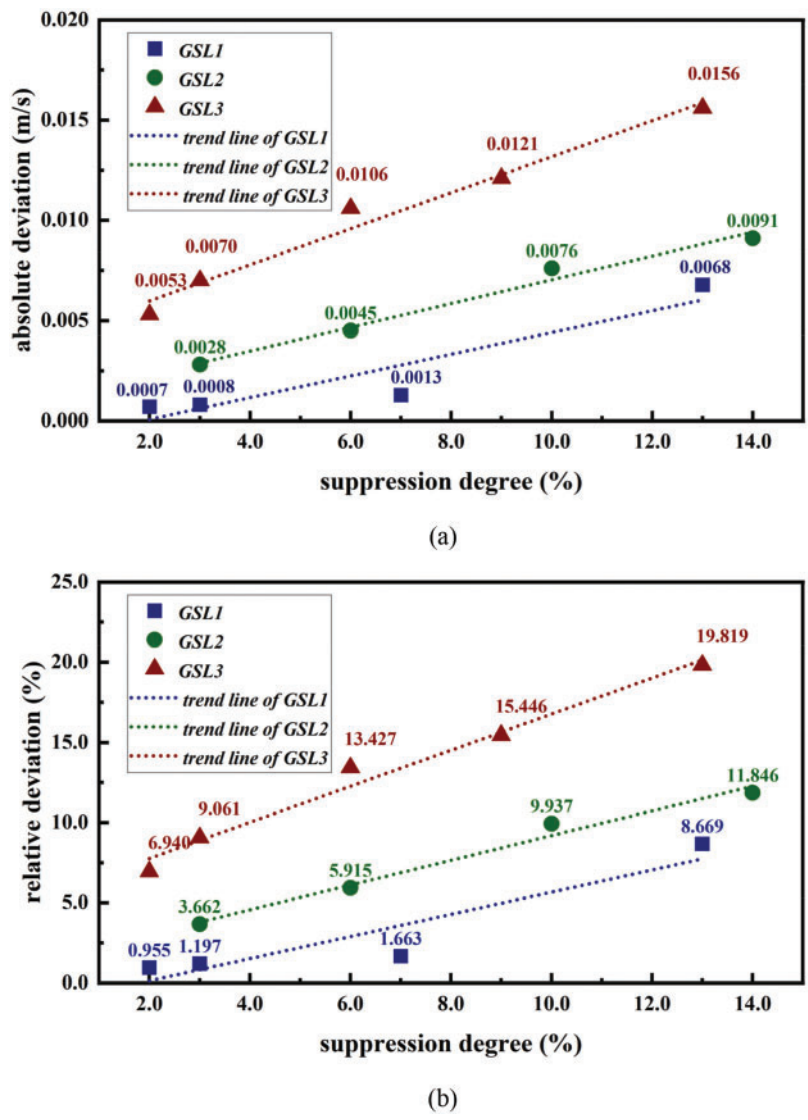 0.020
0.015
0.010
0.005
0.000
absolute deviation (m/s)
GSL1
GSL2
GSL3
trend line of GSL1
trend line of GSL2
trend line of GSL3
0.0156
0.0121
0.0106
0.0070
0.0053
0.0091
0.0076
0.0045
0.0028
0.0068
0.0013
0.0008
0.0007
2.0 4.0 6.0 8.0 10.0 12.0 14.0
suppression degree (%)
(a)
25.0
20.0
15.0
10.0
5.0
0.0
relative deviation (%)
GSL1
GSL2
GSL3
trend line of GSL1
trend line of GSL2
trend line of GSL3
19.819
15.446
13.427
9.061
6.940
11.846
9.937
5.915
3.662
8.669
1.663
1.197
0.955
2.0 4.0 6.0 8.0 10.0 12.0 14.0
suppression degree (%)
(b)